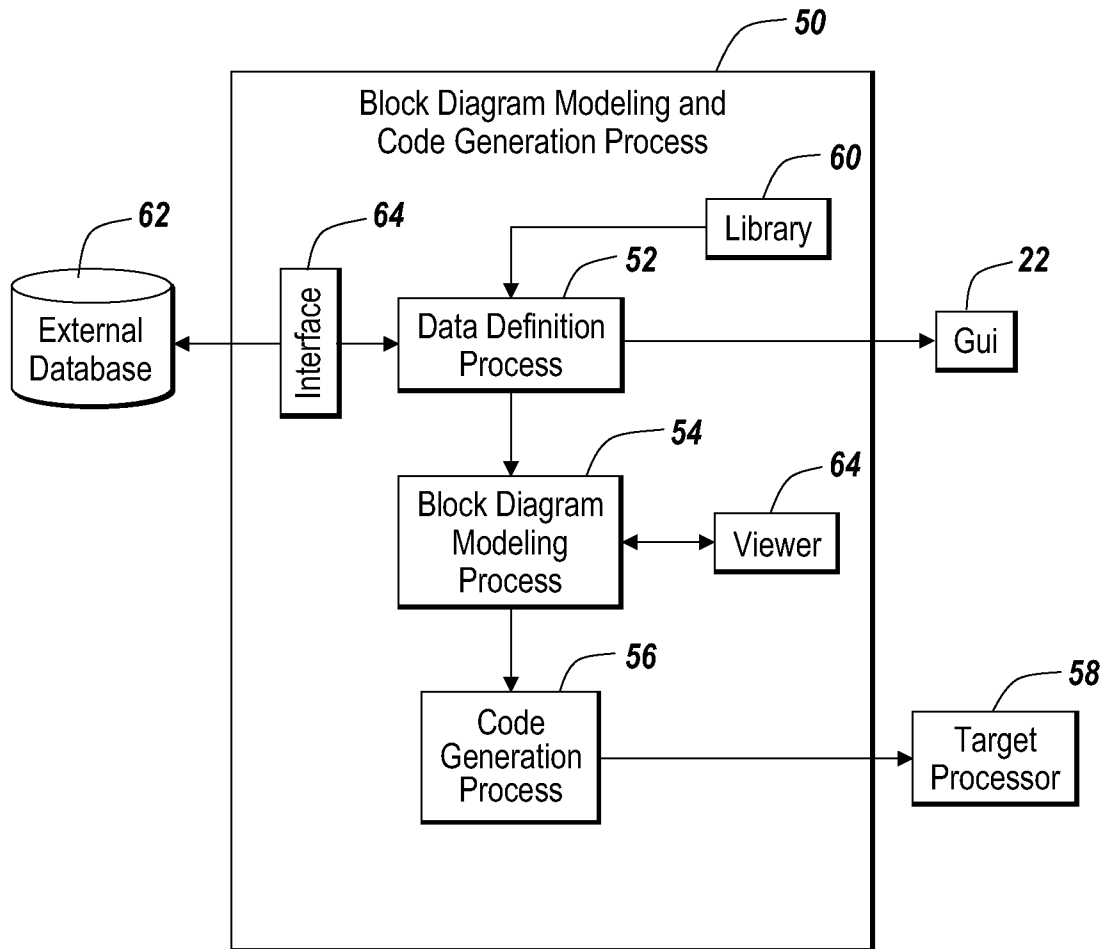 50
Block Diagram Modeling and
Code Generation Process
60
Library
62
External
Database
64
Interface
52
Data Definition
Process
22
Gui
54
Block Diagram
Modeling
Process
64
Viewer
56
Code
Generation
Process
58
Target
Processor